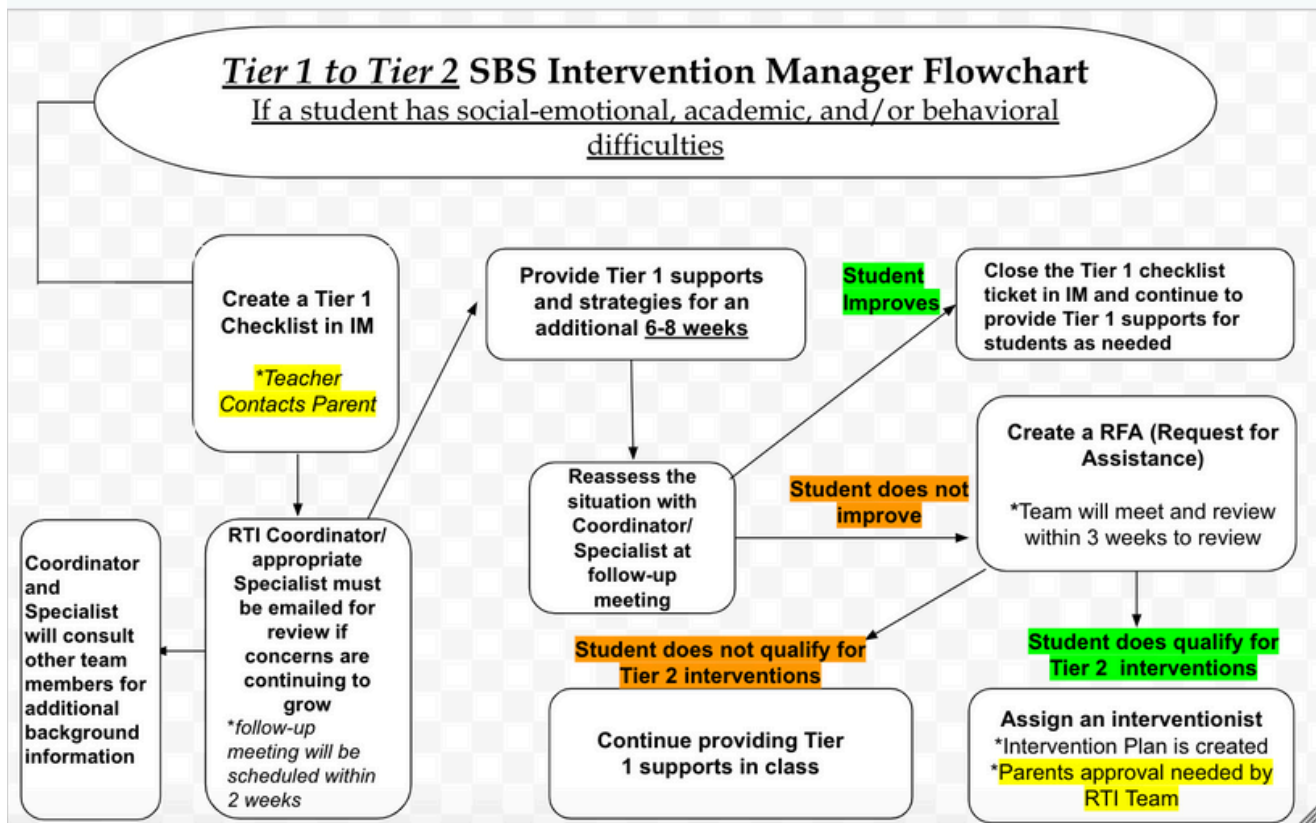 Tier 1 to Tier 2 SBS Intervention Manager Flowchart
If a student has social-emotional, academic, and/or behavioral
difficulties
Create a Tier 1
Checklist in IM
*Teacher
Contacts Parent
RTI Coordinator/
appropriate
Specialist must
be emailed for
review if
concerns are
continuing to
grow
*follow-up
meeting will be
scheduled within
2 weeks
Coordinator
and
Specialist
will consult
other team
members for
additional
background
information
Provide Tier 1 supports
and strategies for an
additional 6-8 weeks
Reassess the
situation with
Coordinator/
Specialist at
follow-up
meeting
Student
Improves
Close the Tier 1 checklist
ticket in IM and continue to
provide Tier 1 supports for
students as needed
Student does not
improve
Create a RFA (Request for
Assistance)
*Team will meet and review
within 3 weeks to review
Student does not qualify for
Tier 2 interventions
Continue providing Tier
1 supports in class
Student does qualify for
Tier 2 interventions
Assign an interventionist
*Intervention Plan is created
*Parents approval needed by
RTI Team